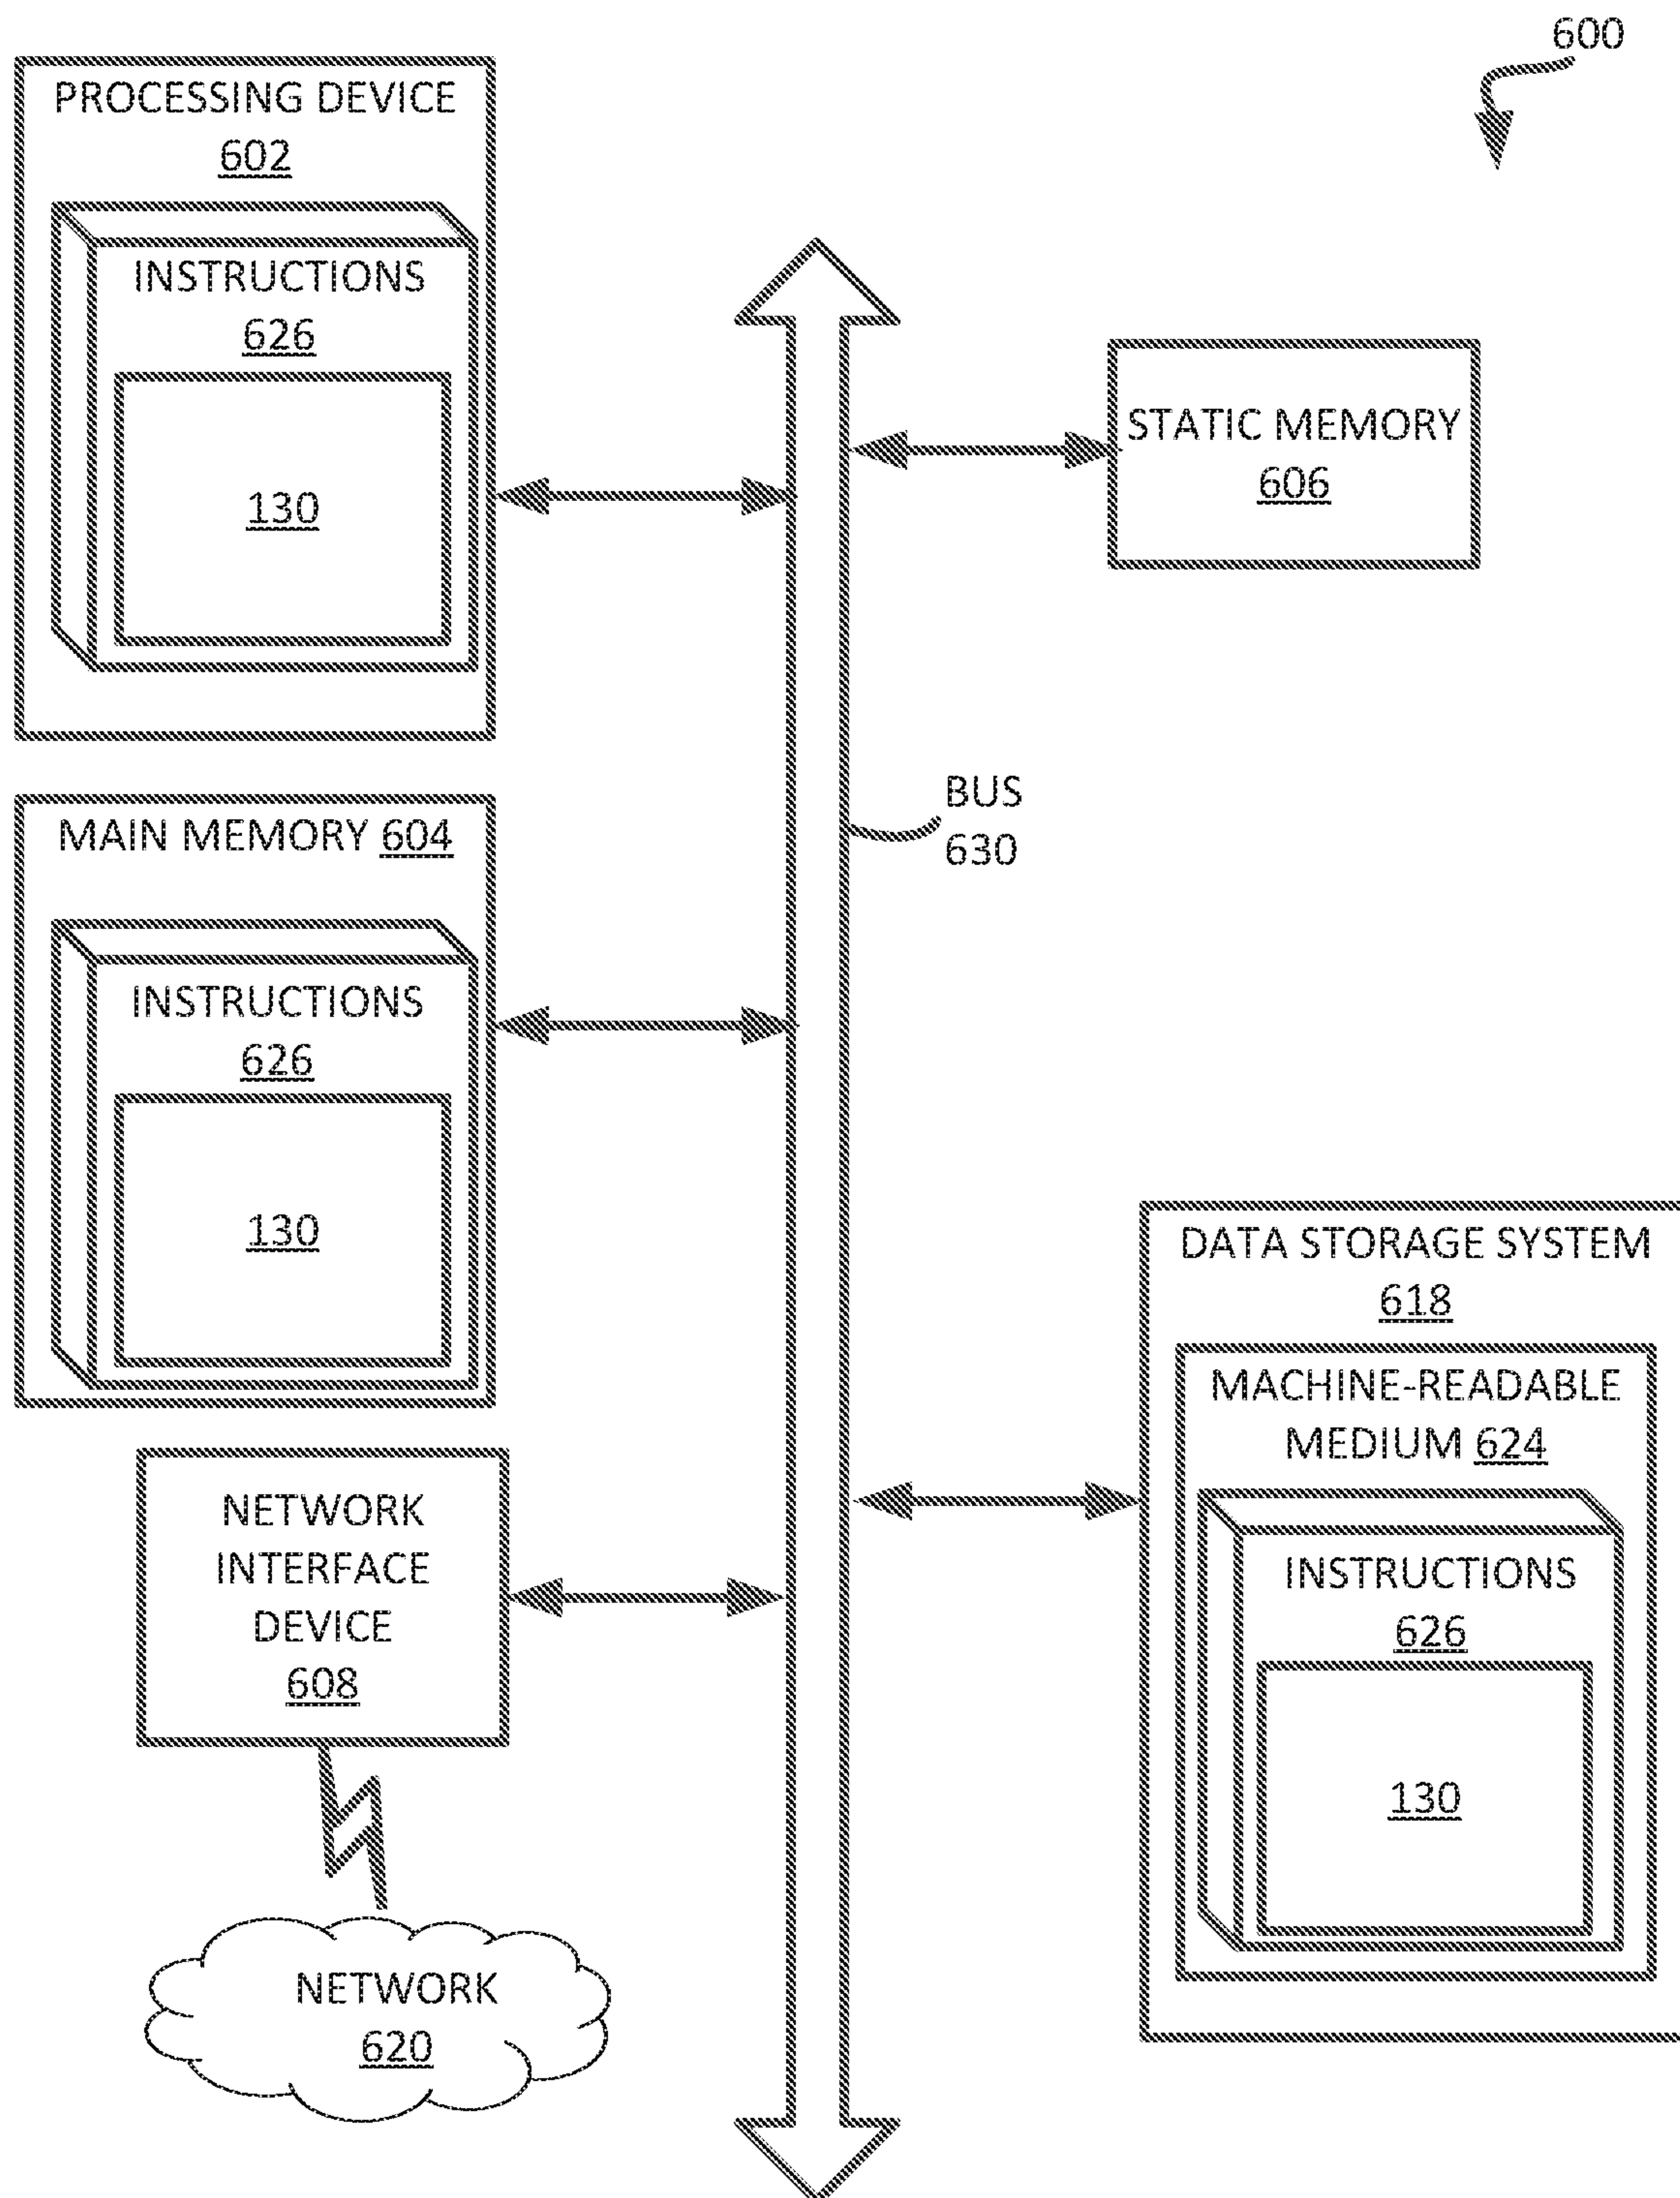 600
PROCESSING DEVICE
602
INSTRUCTIONS
626
130
STATIC MEMORY
606
BUS
630
MAIN MEMORY 604
INSTRUCTIONS
626
130
DATA STORAGE SYSTEM
618
MACHINE-READABLE
MEDIUM 624
INSTRUCTIONS
626
130
NETWORK
INTERFACE
DEVICE
608
NETWORK
620